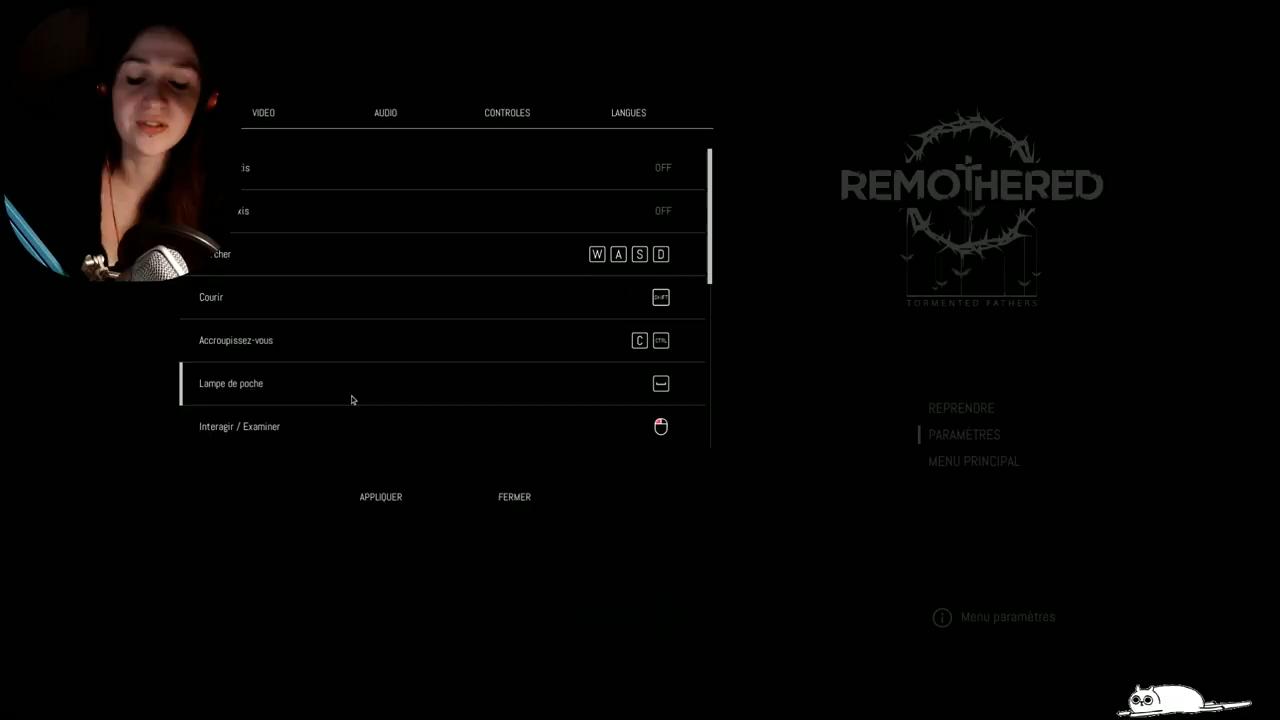 VIDEO AUDIO CONTROLES LANGUES
OFF
OFF
W A S D
Courir SHIFT
Accroupissez-vous C CTRL
Lampe de poche
Interagir / Examiner
APPLIQUER FERMER
REMOTHERED
TORMENTED FATHERS
REPRENDRE
PARAMÈTRES
MENU PRINCIPAL
Menu paramètres